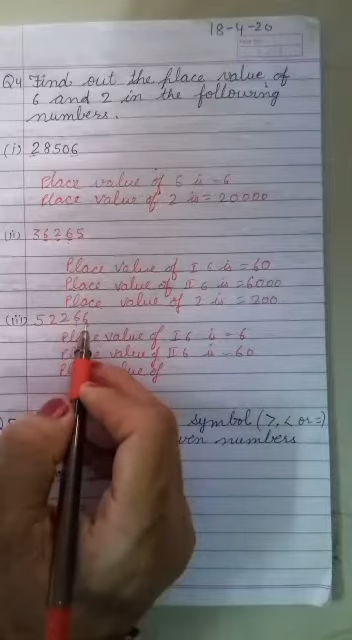 18-4-20
Q4 Find out the place value of
6 and 2 in the following
numbers.
(i) 28506
Place value of 6 is = 6
Place value of 2 is = 20000
(ii) 36265
Place value of I 6 is = 60
Place value of II 6 is = 6000
Place value of 2 is = 200
(iii) 52266
Place value of I 6 is = 6
Place value of II 6 is = 60
Place value of
symbol (>, < or =)
numbers